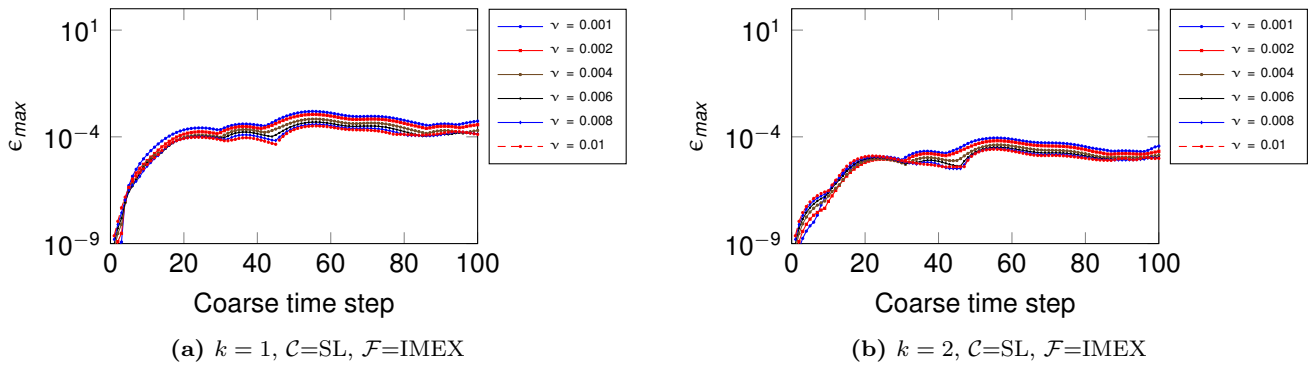 10^1
10^-4
10^-9
ϵ_max
0 20 40 60 80 100
Coarse time step
ν = 0.001
ν = 0.002
ν = 0.004
ν = 0.006
ν = 0.008
ν = 0.01
(a) k = 1, 𝒞=SL, ℱ=IMEX
10^1
10^-4
10^-9
ϵ_max
0 20 40 60 80 100
Coarse time step
ν = 0.001
ν = 0.002
ν = 0.004
ν = 0.006
ν = 0.008
ν = 0.01
(b) k = 2, 𝒞=SL, ℱ=IMEX